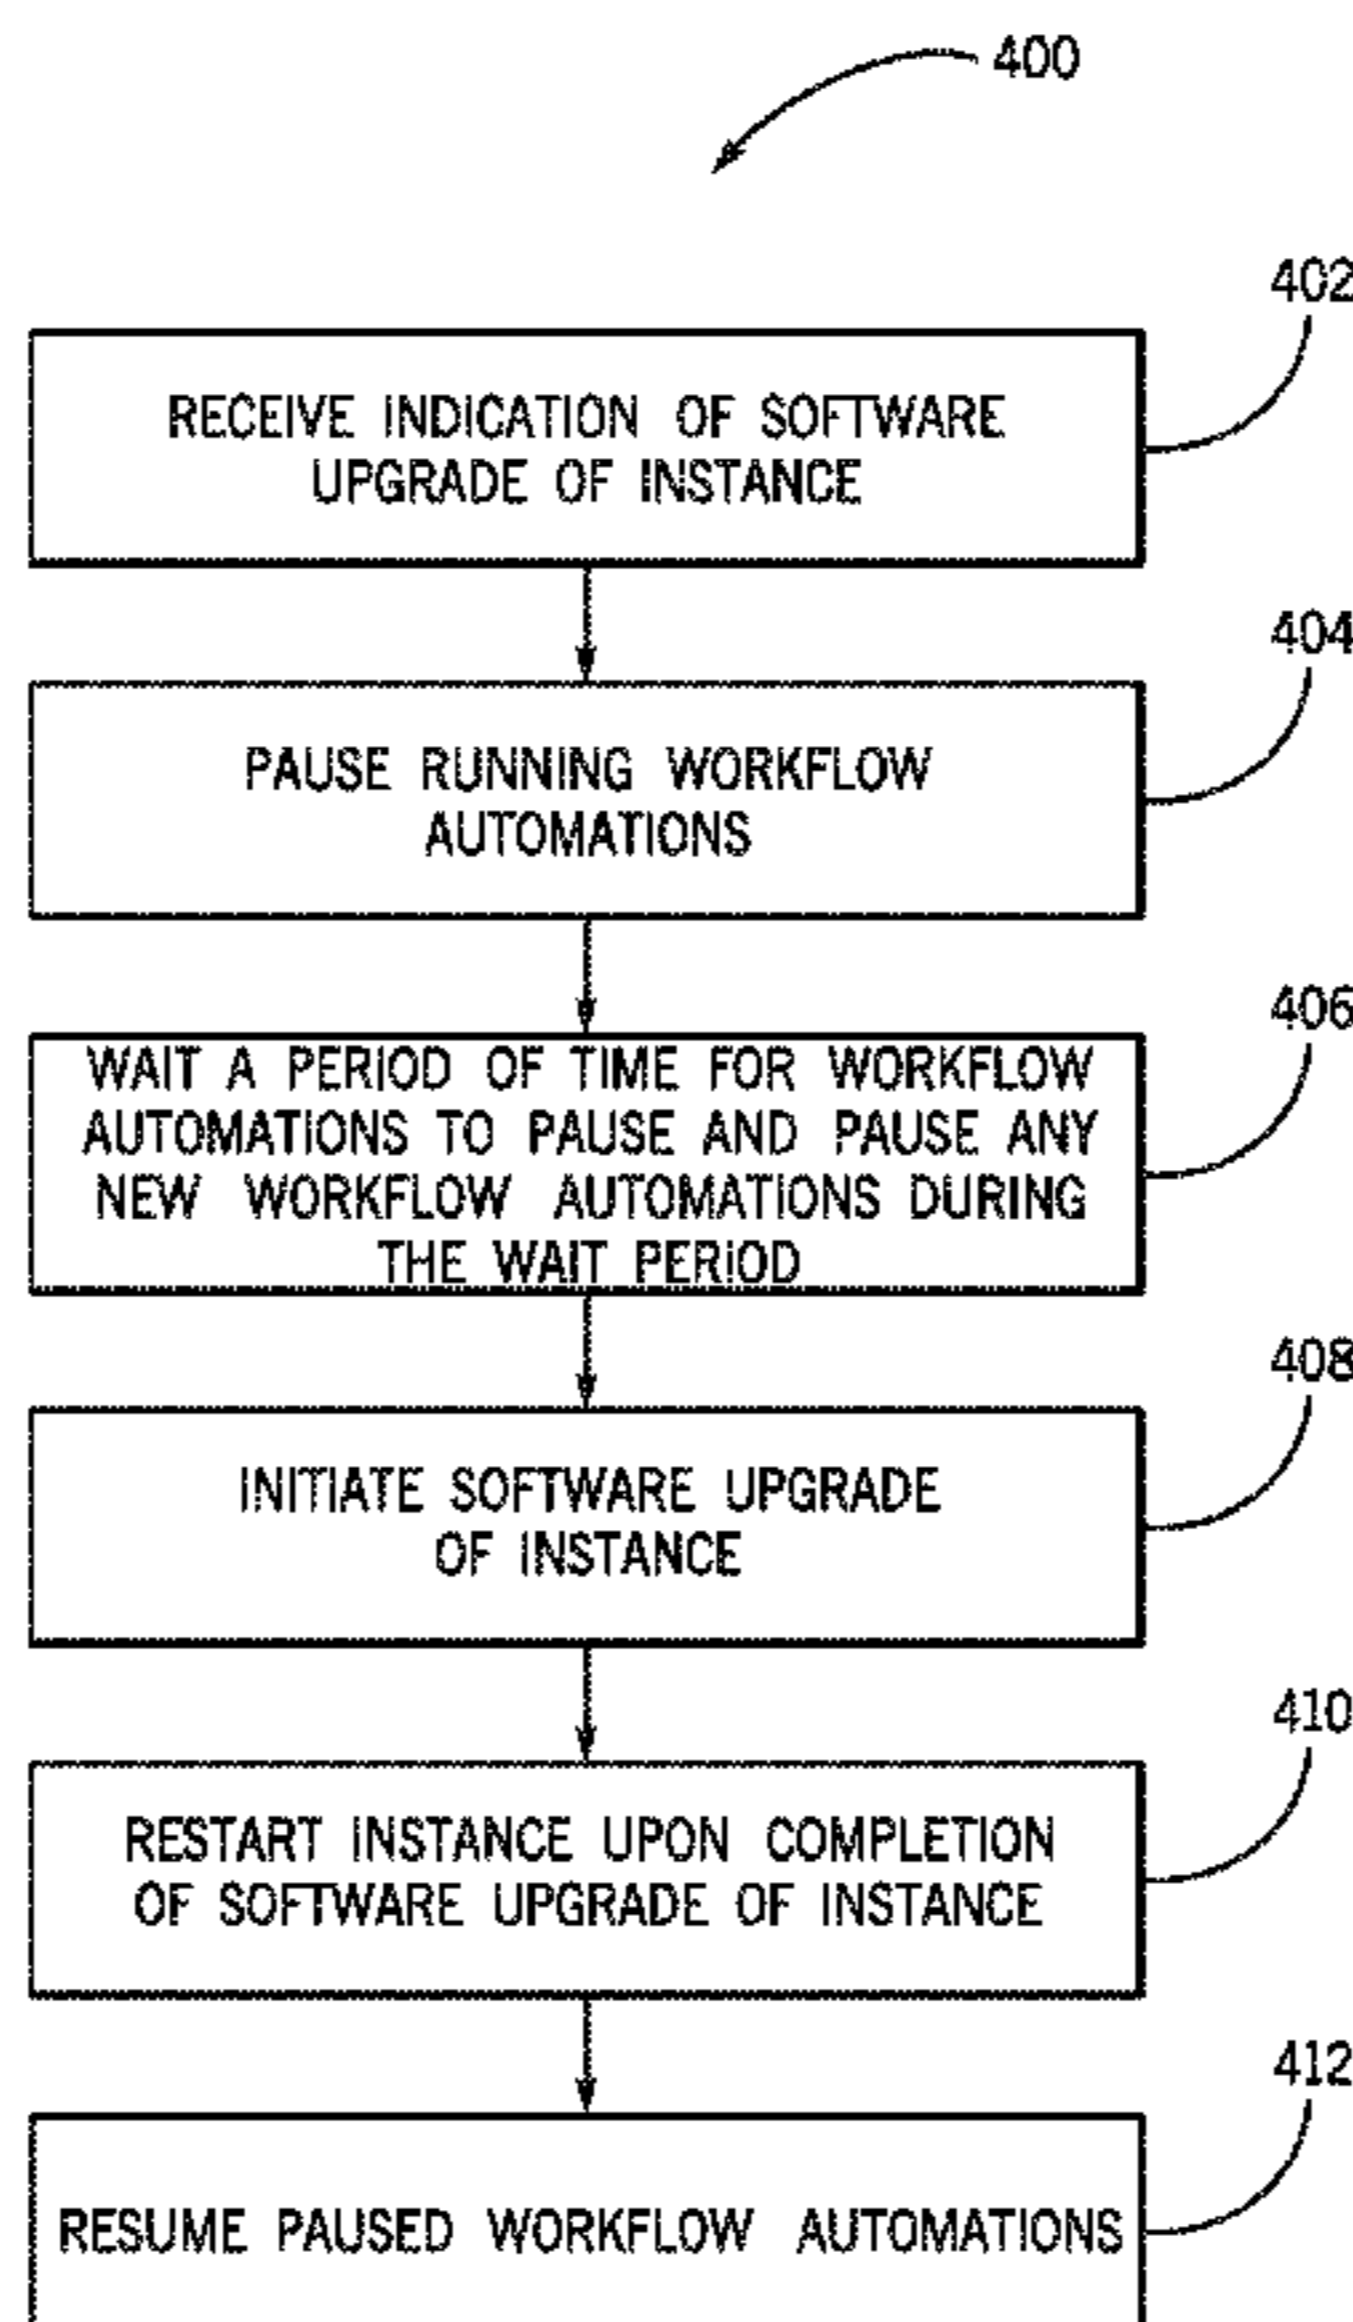 400
402
RECEIVE INDICATION OF SOFTWARE
UPGRADE OF INSTANCE
404
PAUSE RUNNING WORKFLOW
AUTOMATIONS
406
WAIT A PERIOD OF TIME FOR WORKFLOW
AUTOMATIONS TO PAUSE AND PAUSE ANY
NEW WORKFLOW AUTOMATIONS DURING
THE WAIT PERIOD
408
INITIATE SOFTWARE UPGRADE
OF INSTANCE
410
RESTART INSTANCE UPON COMPLETION
OF SOFTWARE UPGRADE OF INSTANCE
412
RESUME PAUSED WORKFLOW AUTOMATIONS